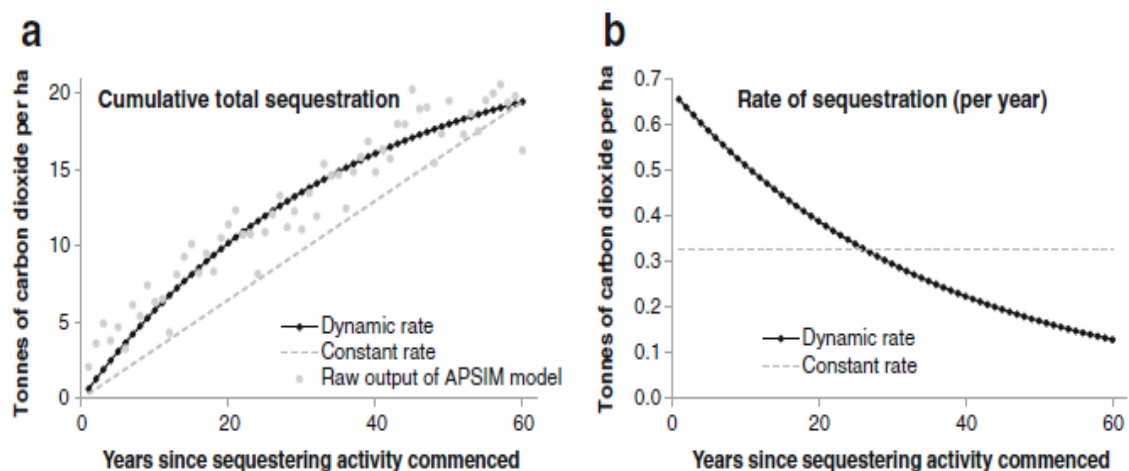 a
Tonnes of carbon dioxide per ha
Cumulative total sequestration
20
15
10
5
0
Dynamic rate
Constant rate
Raw output of APSIM model
0 20 40 60
Years since sequestering activity commenced
b
Tonnes of carbon dioxide per ha
Rate of sequestration (per year)
0.7
0.6
0.5
0.4
0.3
0.2
0.1
0.0
Dynamic rate
Constant rate
0 20 40 60
Years since sequestering activity commenced